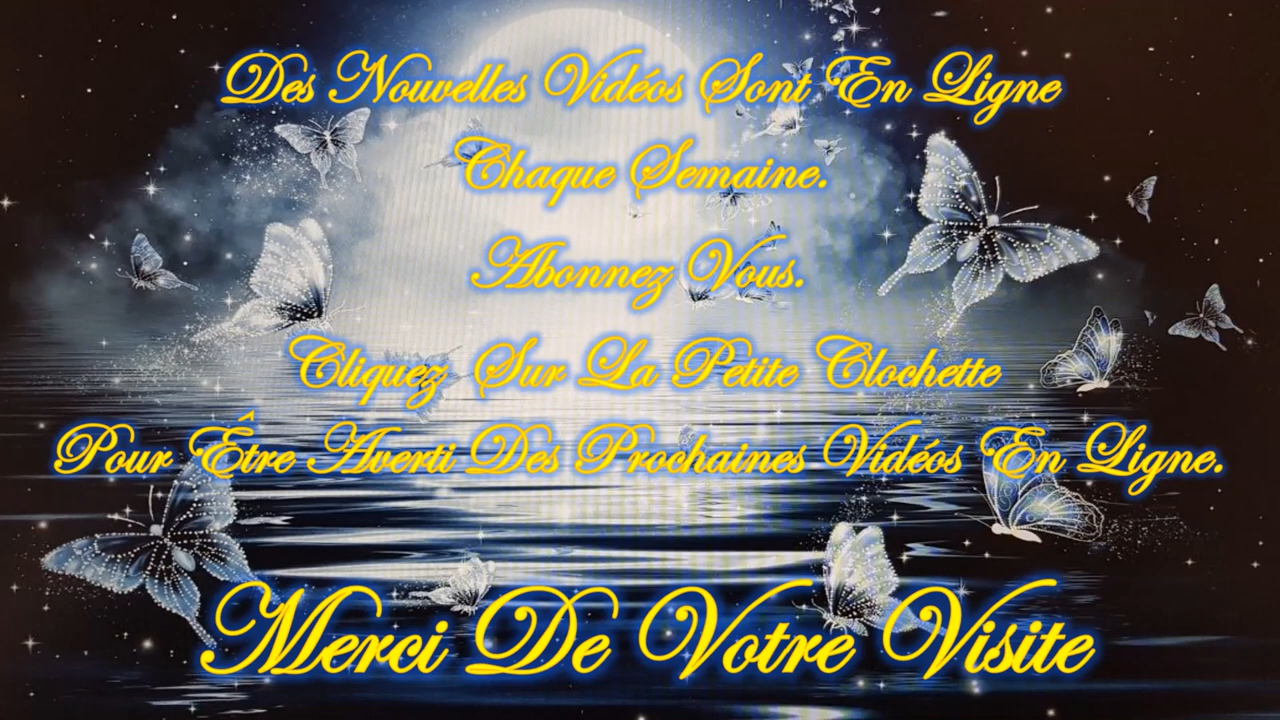 Des Nouvelles Vidéos Sont En Ligne
Chaque Semaine.
Abonnez Vous.
Cliquez Sur La Petite Clochette
Pour Être Averti Des Prochaines Vidéos En Ligne.
Merci De Votre Visite